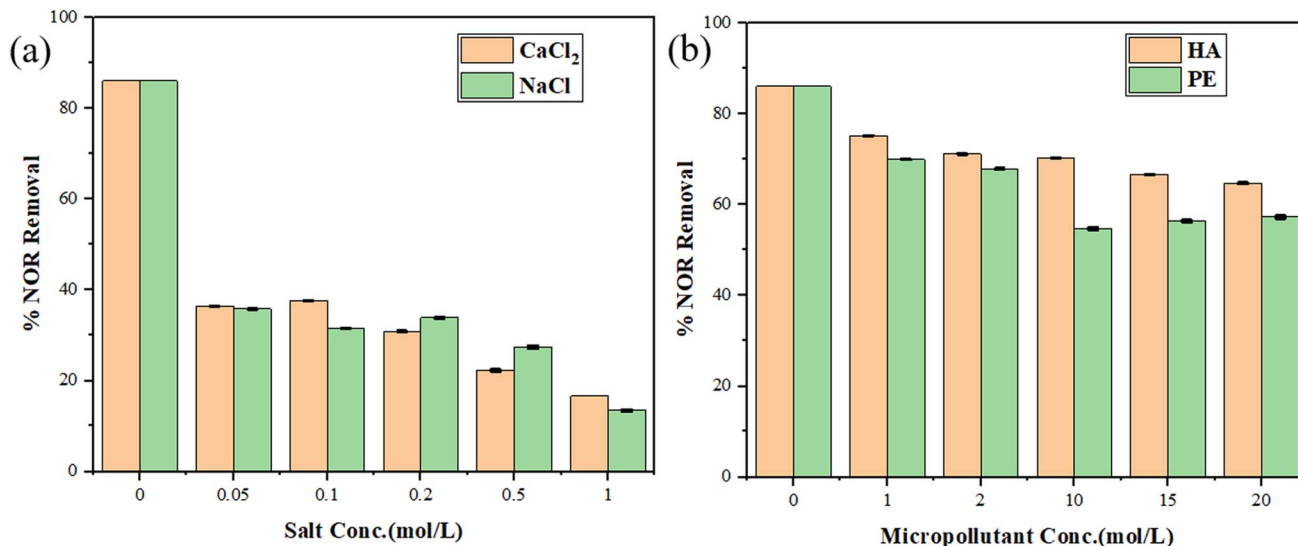 (a)
100
80
60
40
20
0
% NOR Removal
CaCl₂
NaCl
0 0.05 0.1 0.2 0.5 1
Salt Conc.(mol/L)
(b)
100
80
60
40
20
0
% NOR Removal
HA
PE
0 1 2 10 15 20
Micropollutant Conc.(mol/L)